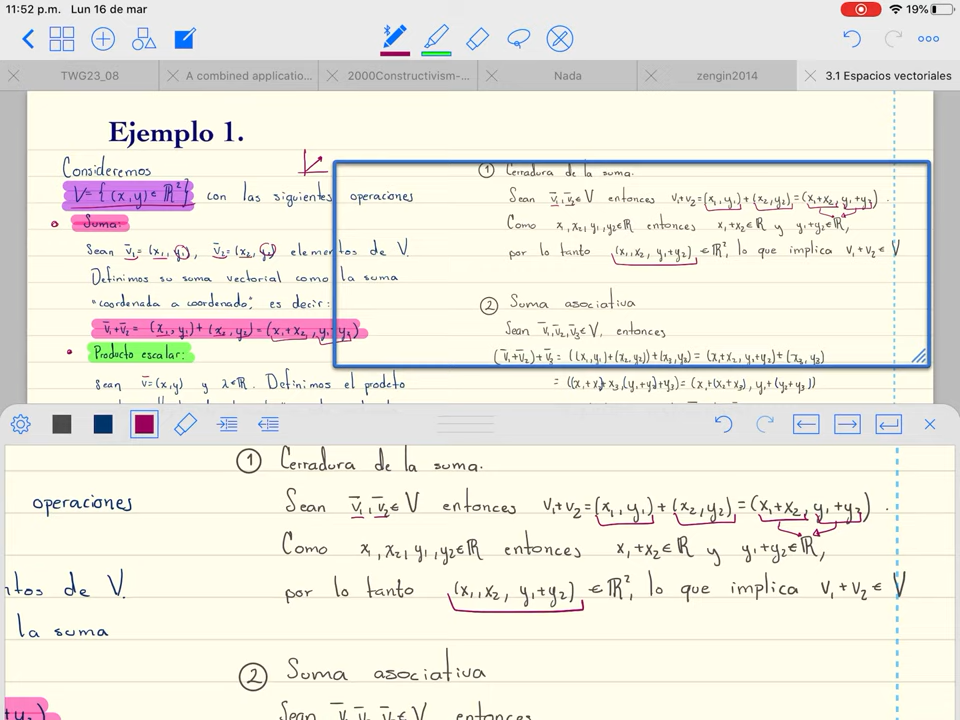 11:52 p.m. Lun 16 de mar
19%
TWG23_08
A combined applicatio...
2000Constructivism-...
Nada
zengin2014
3.1 Espacios vectoriales
Ejemplo 1.
Consideremos
V={(x,y)∈ℝ²} con las siguientes operaciones
Suma:
Sean v̄₁=(x₁,y₁), v̄₂=(x₂,y₂) elementos de V.
Definimos su suma vectorial como la suma
"coordenada a coordenado", es decir:
v̄₁+v̄₂ = (x₁,y₁)+(x₂,y₂)=(x₁+x₂,y₁+y₂)
Producto escalar:
Sean v̄=(x,y) y λ∈ℝ. Definimos el prodcto
① Cerradura de la suma.
Sean v̄₁,v̄₂∈V entonces v₁+v₂=(x₁,y₁)+(x₂,y₂)=(x₁+x₂,y₁+y₂).
Como x₁,x₂,y₁,y₂∈ℝ entonces x₁+x₂∈ℝ y y₁+y₂∈ℝ,
por lo tanto (x₁,x₂, y₁+y₂) ∈ℝ², lo que implica v₁+v₂∈V
② Suma asociativa
Sean v̄₁,v̄₂,v̄₃∈V, entonces
(v̄₁+v̄₂)+v̄₃ = ((x₁,y₁)+(x₂,y₂))+(x₃,y₃) = (x₁+x₂,y₁+y₂)+(x₃,y₃)
= ((x₁+x₂)+x₃,(y₁+y₂)+y₃) = (x₁+(x₂+x₃), y₁+(y₂+y₃))
① Cerradura de la suma.
operaciones Sean v̄₁,v̄₂∈V entonces v₁+v₂=(x₁,y₁)+(x₂,y₂)=(x₁+x₂,y₁+y₂).
Como x₁,x₂,y₁,y₂∈ℝ entonces x₁+x₂∈ℝ y y₁+y₂∈ℝ,
ntos de V. por lo tanto (x₁,x₂, y₁+y₂) ∈ℝ², lo que implica v₁+v₂∈V
la suma
② Suma asociativa
+y₂)
Sean v̄₁,v̄₂,v̄₃∈V, entonces